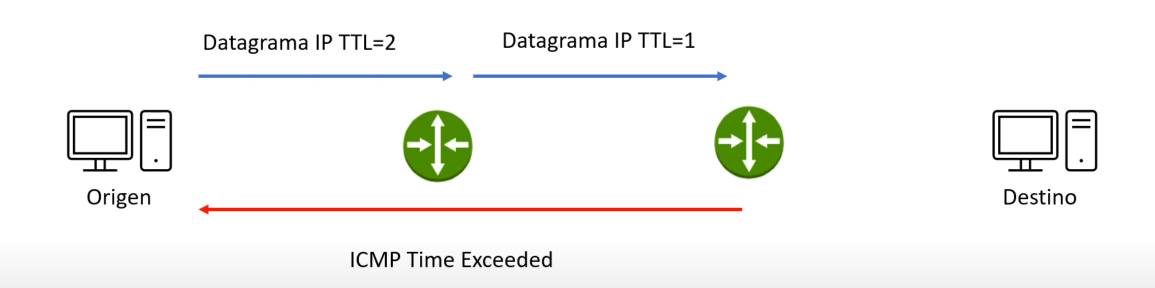 Datagrama IP TTL=2
Datagrama IP TTL=1
Origen
Destino
ICMP Time Exceeded